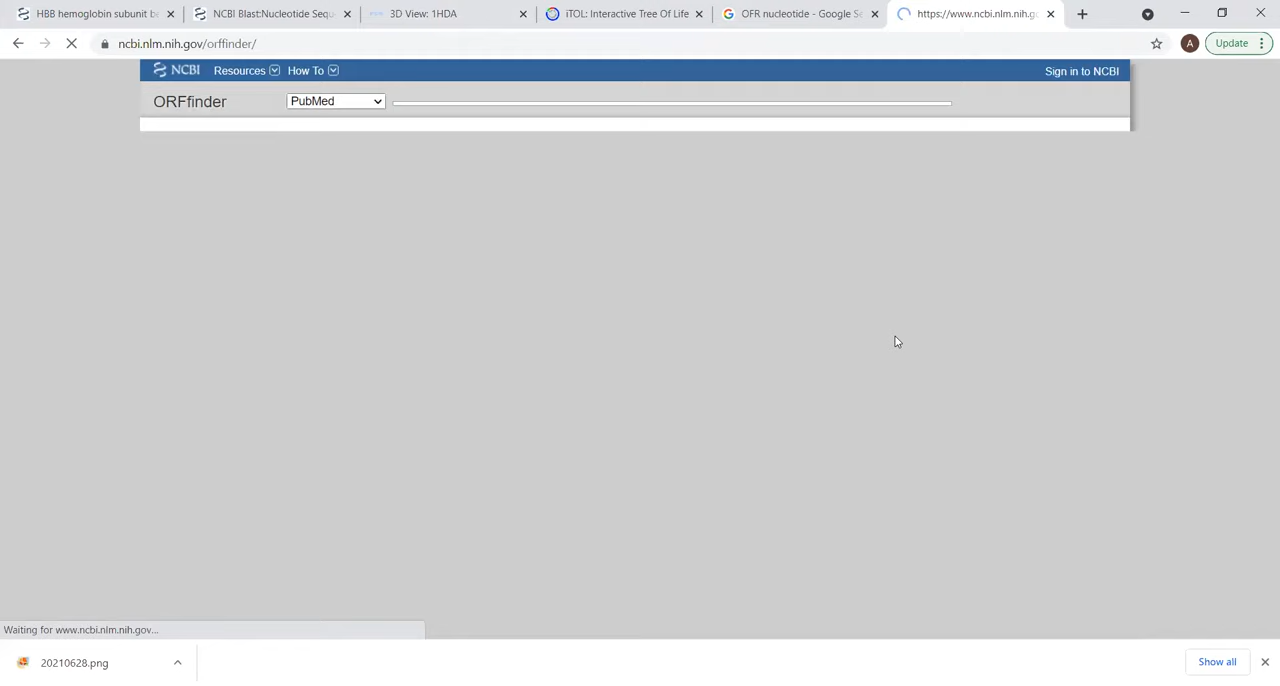 HBB hemoglobin subunit be
NCBI Blast:Nucleotide Sequ
3D View: 1HDA
iTOL: Interactive Tree Of Life
OFR nucleotide - Google Se
https://www.ncbi.nlm.nih.go
ncbi.nlm.nih.gov/orffinder/
A
Update
NCBI
Resources
How To
Sign in to NCBI
ORFfinder
PubMed
Waiting for www.ncbi.nlm.nih.gov...
20210628.png
Show all